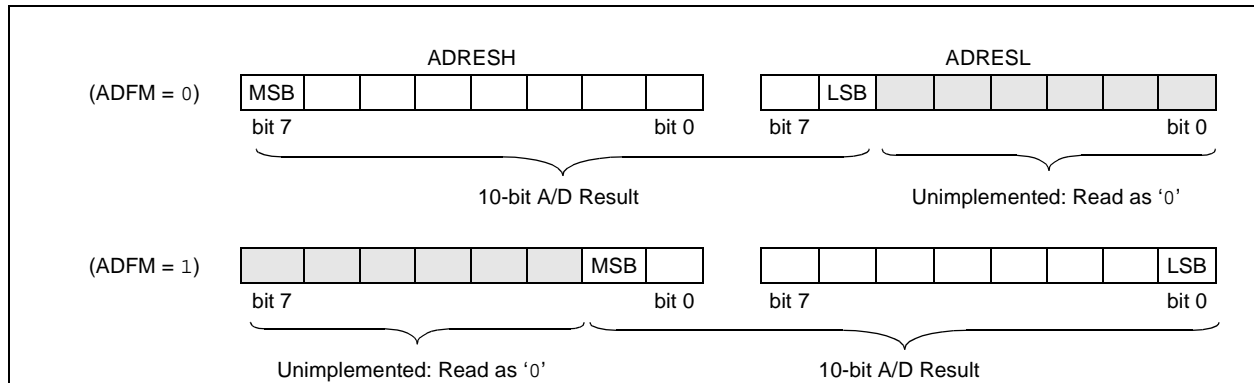 ADRESH ADRESL
(ADFM = 0) MSB LSB
bit 7 bit 0 bit 7 bit 0
10-bit A/D Result Unimplemented: Read as ‘0’
(ADFM = 1) MSB LSB
bit 7 bit 0 bit 7 bit 0
Unimplemented: Read as ‘0’ 10-bit A/D Result